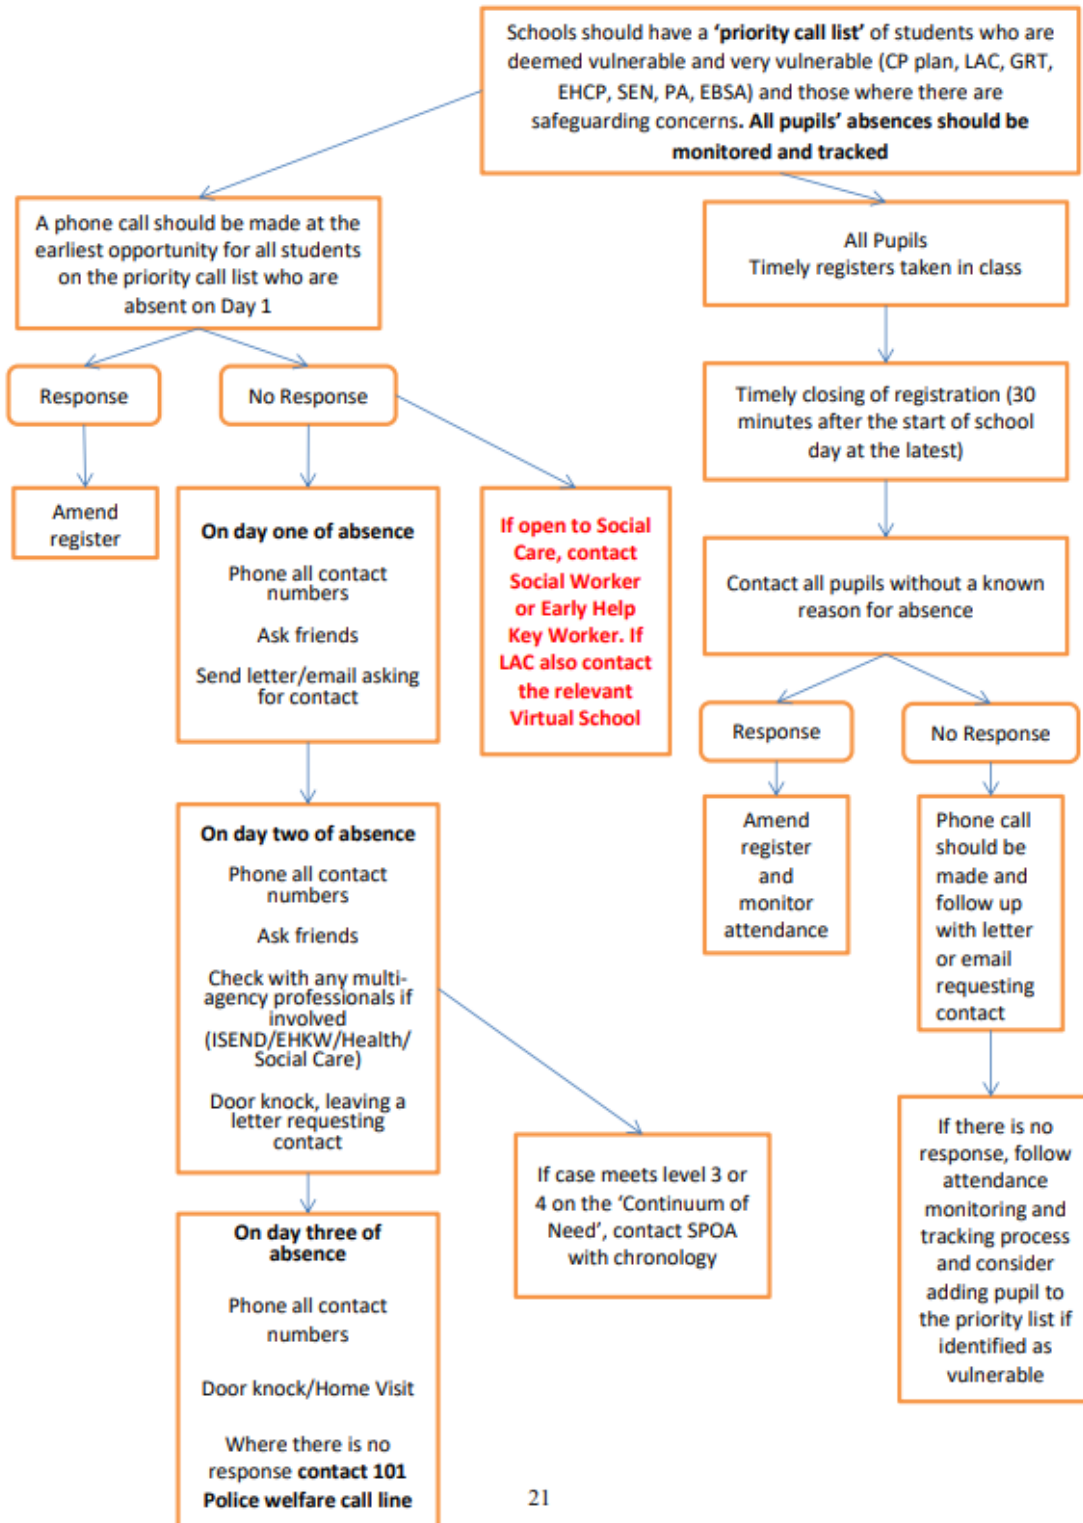 Schools should have a ‘priority call list’ of students who are
deemed vulnerable and very vulnerable (CP plan, LAC, GRT,
EHCP, SEN, PA, EBSA) and those where there are
safeguarding concerns. All pupils’ absences should be
monitored and tracked
A phone call should be made at the
earliest opportunity for all students
on the priority call list who are
absent on Day 1
All Pupils
Timely registers taken in class
Response
No Response
Timely closing of registration (30
minutes after the start of school
day at the latest)
Amend
register
On day one of absence
Phone all contact
numbers
Ask friends
Send letter/email asking
for contact
If open to Social
Care, contact
Social Worker
or Early Help
Key Worker. If
LAC also contact
the relevant
Virtual School
Contact all pupils without a known
reason for absence
Response
No Response
On day two of absence
Phone all contact
numbers
Ask friends
Check with any multi-
agency professionals if
involved
(ISEND/EHKW/Health/
Social Care)
Door knock, leaving a
letter requesting
contact
Amend
register
and
monitor
attendance
Phone call
should be
made and
follow up
with letter
or email
requesting
contact
If case meets level 3 or
4 on the ‘Continuum of
Need’, contact SPOA
with chronology
If there is no
response, follow
attendance
monitoring and
tracking process
and consider
adding pupil to
the priority list if
identified as
vulnerable
On day three of
absence
Phone all contact
numbers
Door knock/Home Visit
Where there is no
response contact 101
Police welfare call line
21